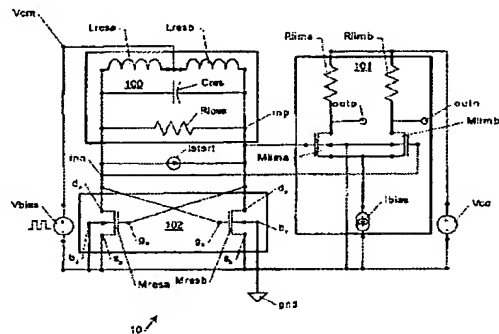 Vcm
Lresa
Lresb
Rlima
Rlimb
100
Cres
101
outp
outn
Rloss
inp
Istart
Mlima
Mlimb
inn
Vbias
102
Ibias
Vcc
Mresa
Mresb
gnd
10